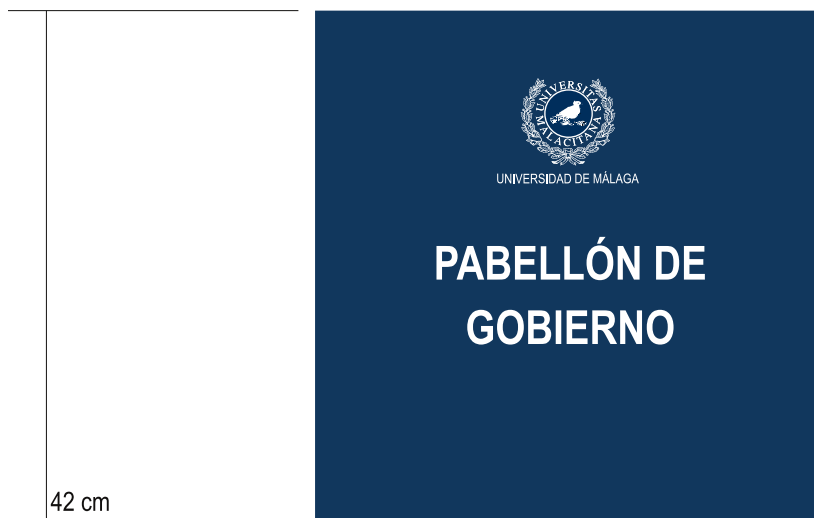 UNIVERSITAS MALACITANA
UNIVERSIDAD DE MÁLAGA
PABELLÓN DE
GOBIERNO
42 cm